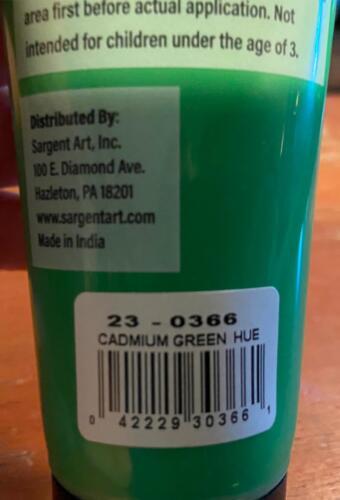 area first before actual application. Not
intended for children under the age of 3.
Distributed By:
Sargent Art, Inc.
100 E. Diamond Ave.
Hazleton, PA 18201
www.sargentart.com
Made in India
23 - 0366
CADMIUM GREEN HUE
0 42229 30366 1